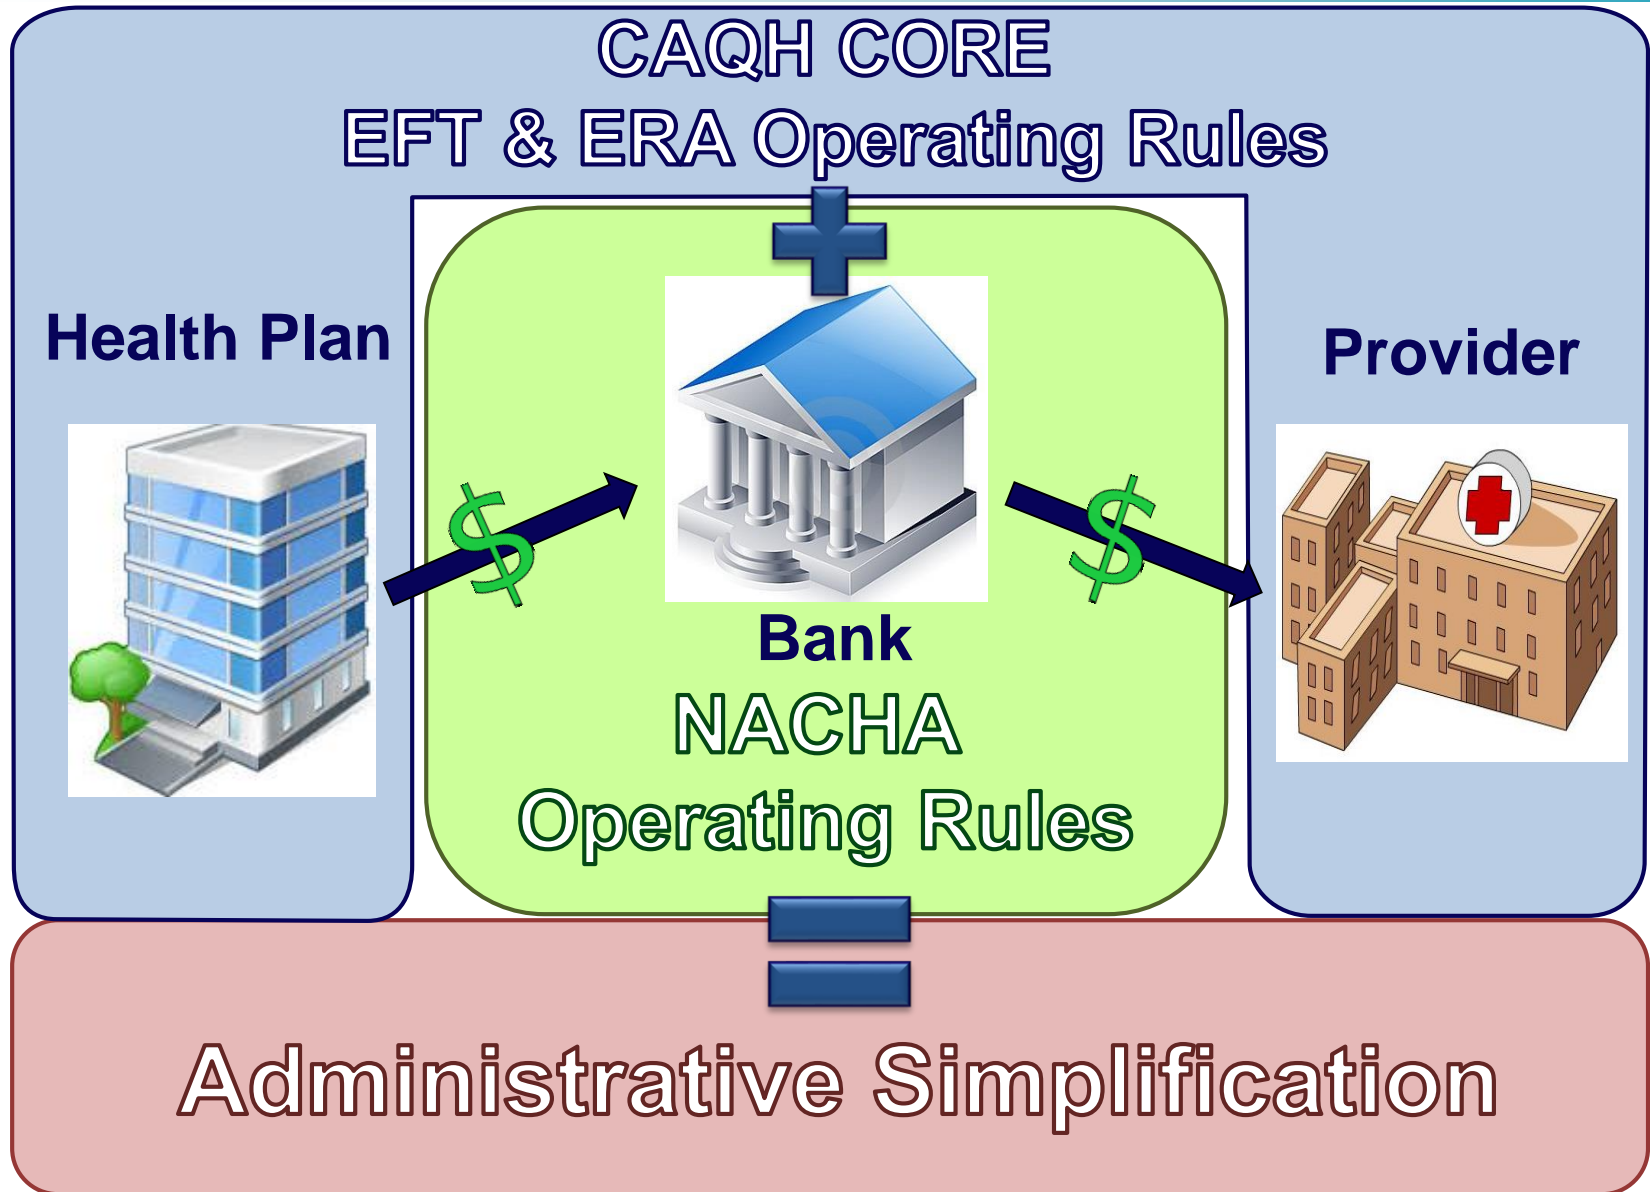 CAQH CORE
EFT & ERA Operating Rules
Health Plan
Provider
$
$
Bank
NACHA
Operating Rules
Administrative Simplification